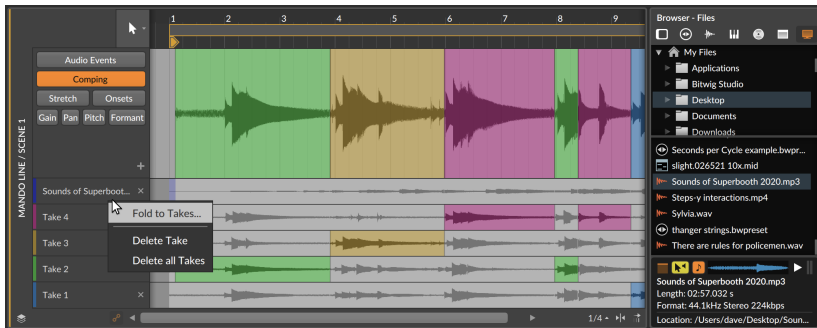 1 2 3 4 5 6 7 8 9
MANDO LINE / SCENE 1
Audio Events
Comping
Stretch Onsets
Gain Pan Pitch Formant
+
Sounds of Superboot... ×
Fold to Takes...
Delete Take
Delete all Takes
Take 4
Take 3
Take 2
Take 1 ×
1/4
Browser - Files
My Files
Applications
Bitwig Studio
Desktop
Documents
Downloads
Seconds per Cycle example.bwpr...
slight.026521 10x.mid
Sounds of Superbooth 2020.mp3
Steps-y interactions.mp4
Sylvia.wav
thanger strings.bwpreset
There are rules for policemen.wav
Sounds of Superbooth 2020.mp3
Length: 02:57.032 s
Format: 44.1kHz Stereo 224kbps
Location: /Users/dave/Desktop/Soun...